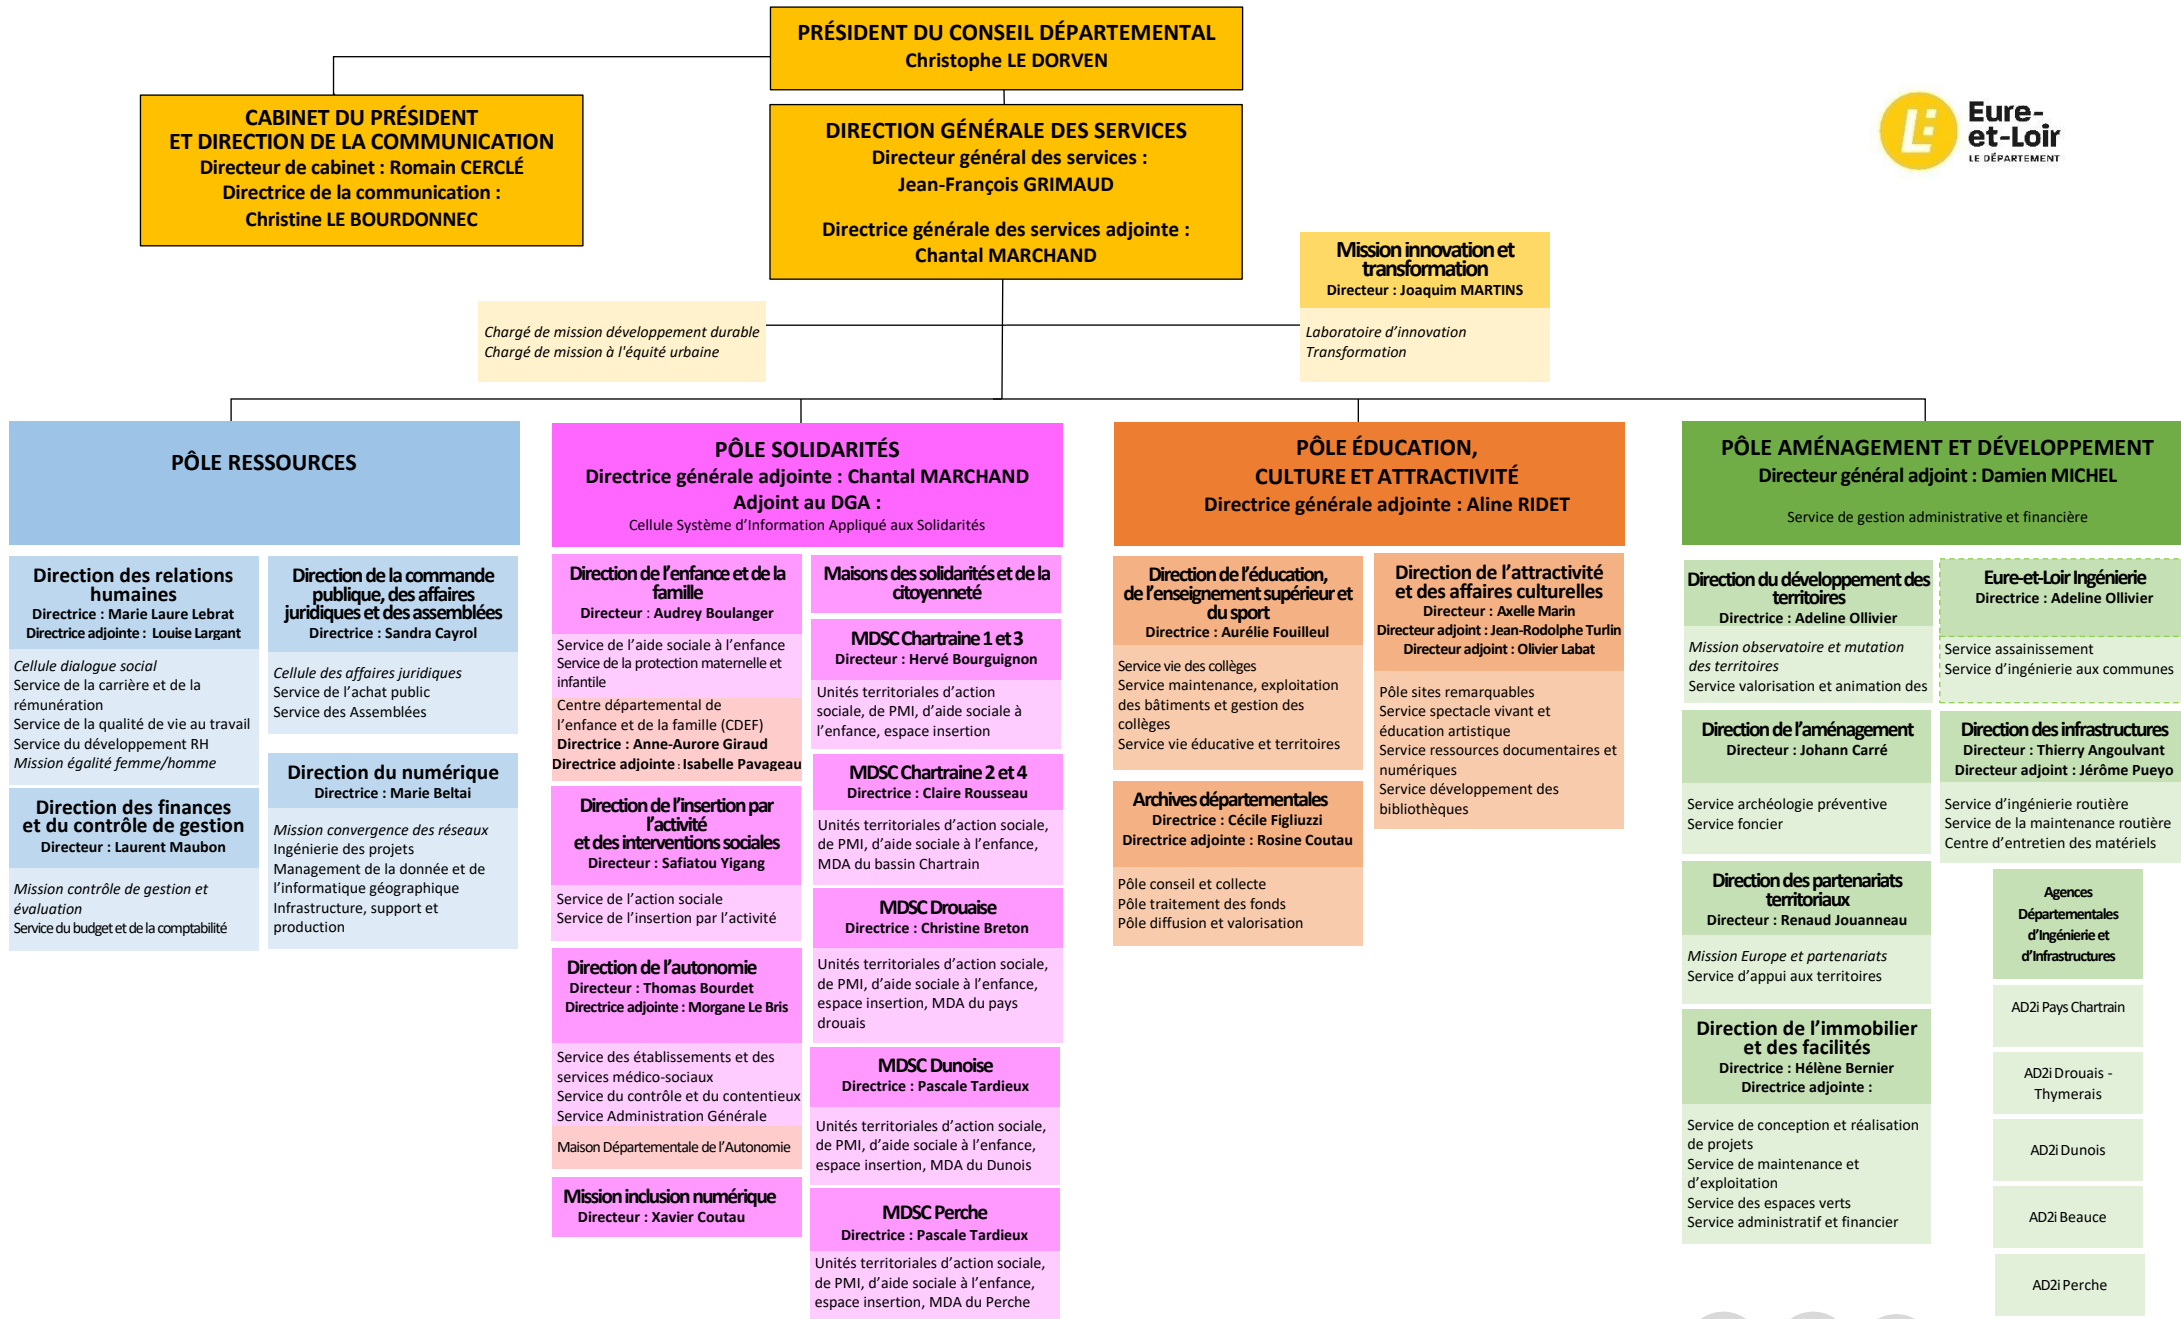 PRÉSIDENT DU CONSEIL DÉPARTEMENTAL
Christophe LE DORVEN
CABINET DU PRÉSIDENT
ET DIRECTION DE LA COMMUNICATION
Directeur de cabinet : Romain CERCLÉ
Directrice de la communication :
Christine LE BOURDONNEC
DIRECTION GÉNÉRALE DES SERVICES
Directeur général des services :
Jean-François GRIMAUD
Directrice générale des services adjointe :
Chantal MARCHAND
Eure-
et-Loir
LE DÉPARTEMENT
Mission innovation et
transformation
Directeur : Joaquim MARTINS
Laboratoire d'innovation
Transformation
Chargé de mission développement durable
Chargé de mission à l'équité urbaine
PÔLE RESSOURCES
Direction des relations
humaines
Directrice : Marie Laure Lebrat
Directrice adjointe : Louise Largant
Cellule dialogue social
Service de la carrière et de la
rémunération
Service de la qualité de vie au travail
Service du développement RH
Mission égalité femme/homme
Direction des finances
et du contrôle de gestion
Directeur : Laurent Maubon
Mission contrôle de gestion et
évaluation
Service du budget et de la comptabilité
Direction de la commande
publique, des affaires
juridiques et des assemblées
Directrice : Sandra Cayrol
Cellule des affaires juridiques
Service de l'achat public
Service des Assemblées
Direction du numérique
Directrice : Marie Beltai
Mission convergence des réseaux
Ingénierie des projets
Management de la donnée et de
l'informatique géographique
Infrastructure, support et
production
PÔLE SOLIDARITÉS
Directrice générale adjointe : Chantal MARCHAND
Adjoint au DGA :
Cellule Système d'Information Appliqué aux Solidarités
Direction de l'enfance et de la
famille
Directeur : Audrey Boulanger
Service de l'aide sociale à l'enfance
Service de la protection maternelle et
infantile
Centre départemental de
l'enfance et de la famille (CDEF)
Directrice : Anne-Aurore Giraud
Directrice adjointe : Isabelle Pavageau
Direction de l'insertion par
l'activité
et des interventions sociales
Directeur : Safiatou Yigang
Service de l'action sociale
Service de l'insertion par l'activité
Direction de l'autonomie
Directeur : Thomas Bourdet
Directrice adjointe : Morgane Le Bris
Service des établissements et des
services médico-sociaux
Service du contrôle et du contentieux
Service Administration Générale
Maison Départementale de l'Autonomie
Mission inclusion numérique
Directeur : Xavier Coutau
Maisons des solidarités et de la
citoyenneté
MDSC Chartraine 1 et 3
Directeur : Hervé Bourguignon
Unités territoriales d'action
sociale, de PMI, d'aide sociale à
l'enfance, espace insertion
MDSC Chartraine 2 et 4
Directrice : Claire Rousseau
Unités territoriales d'action sociale,
de PMI, d'aide sociale à l'enfance,
MDA du bassin Chartrain
MDSC Drouaise
Directrice : Christine Breton
Unités territoriales d'action sociale,
de PMI, d'aide sociale à l'enfance,
espace insertion, MDA du pays
drouais
MDSC Dunoise
Directrice : Pascale Tardieux
Unités territoriales d'action sociale,
de PMI, d'aide sociale à l'enfance,
espace insertion, MDA du Dunois
MDSC Perche
Directrice : Pascale Tardieux
Unités territoriales d'action sociale,
de PMI, d'aide sociale à l'enfance,
espace insertion, MDA du Perche
PÔLE ÉDUCATION,
CULTURE ET ATTRACTIVITÉ
Directrice générale adjointe : Aline RIDET
Direction de l'éducation,
de l'enseignement supérieur et
du sport
Directrice : Aurélie Fouilleul
Service vie des collèges
Service maintenance, exploitation
des bâtiments et gestion des
collèges
Service vie éducative et territoires
Archives départementales
Directrice : Cécile Figliuzzi
Directrice adjointe : Rosine Coutau
Pôle conseil et collecte
Pôle traitement des fonds
Pôle diffusion et valorisation
Direction de l'attractivité
et des affaires culturelles
Directeur : Axelle Marin
Directeur adjoint : Jean-Rodolphe Turlin
Directeur adjoint : Olivier Labat
Pôle sites remarquables
Service spectacle vivant et
éducation artistique
Service ressources documentaires et
numériques
Service développement des
bibliothèques
PÔLE AMÉNAGEMENT ET DÉVELOPPEMENT
Directeur général adjoint : Damien MICHEL
Service de gestion administrative et financière
Direction du développement des
territoires
Directrice : Adeline Ollivier
Mission observatoire et mutation
des territoires
Service valorisation et animation des
Direction de l'aménagement
Directeur : Johann Carré
Service archéologie préventive
Service foncier
Direction des partenariats
territoriaux
Directeur : Renaud Jouanneau
Mission Europe et partenariats
Service d'appui aux territoires
Direction de l'immobilier
et des facilités
Directrice : Hélène Bernier
Directrice adjointe :
Service de conception et réalisation
de projets
Service de maintenance et
d'exploitation
Service des espaces verts
Service administratif et financier
Eure-et-Loir Ingénierie
Directrice : Adeline Ollivier
Service assainissement
Service d'ingénierie aux communes
Direction des infrastructures
Directeur : Thierry Angoulvant
Directeur adjoint : Jérôme Pueyo
Service d'ingénierie routière
Service de la maintenance routière
Centre d'entretien des matériels
Agences
Départementales
d'Ingénierie et
d'Infrastructures
AD2i Pays Chartrain
AD2i Drouais -
Thymerais
AD2i Dunois
AD2i Beauce
AD2i Perche